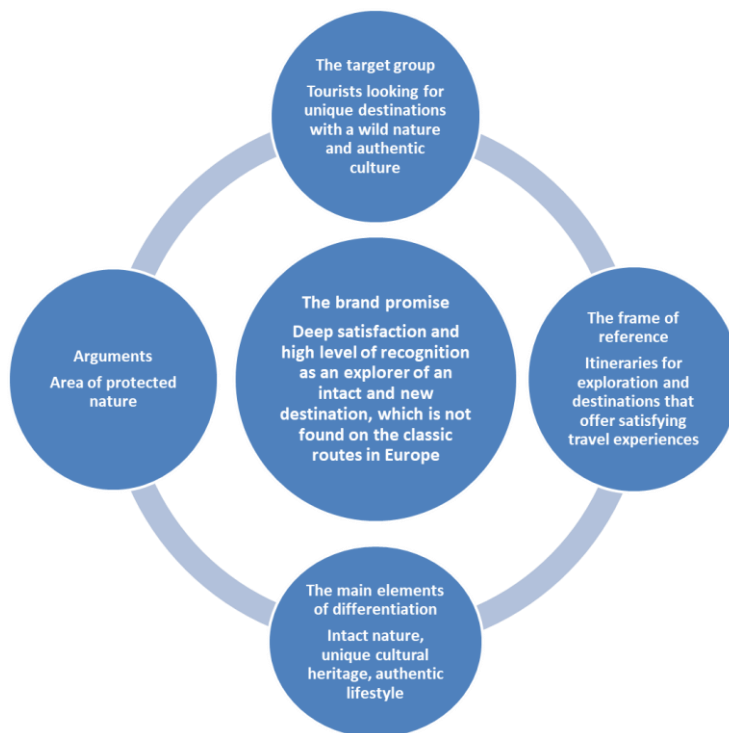 The target group
Tourists looking for
unique destinations
with a wild nature
and authentic
culture
The brand promise
Deep satisfaction and
high level of recognition
as an explorer of an
intact and new
destination, which is not
found on the classic
routes in Europe
Arguments
Area of protected
nature
The frame of
reference
Itineraries for
exploration and
destinations that
offer satisfying
travel experiences
The main elements
of differentiation
Intact nature,
unique cultural
heritage, authentic
lifestyle